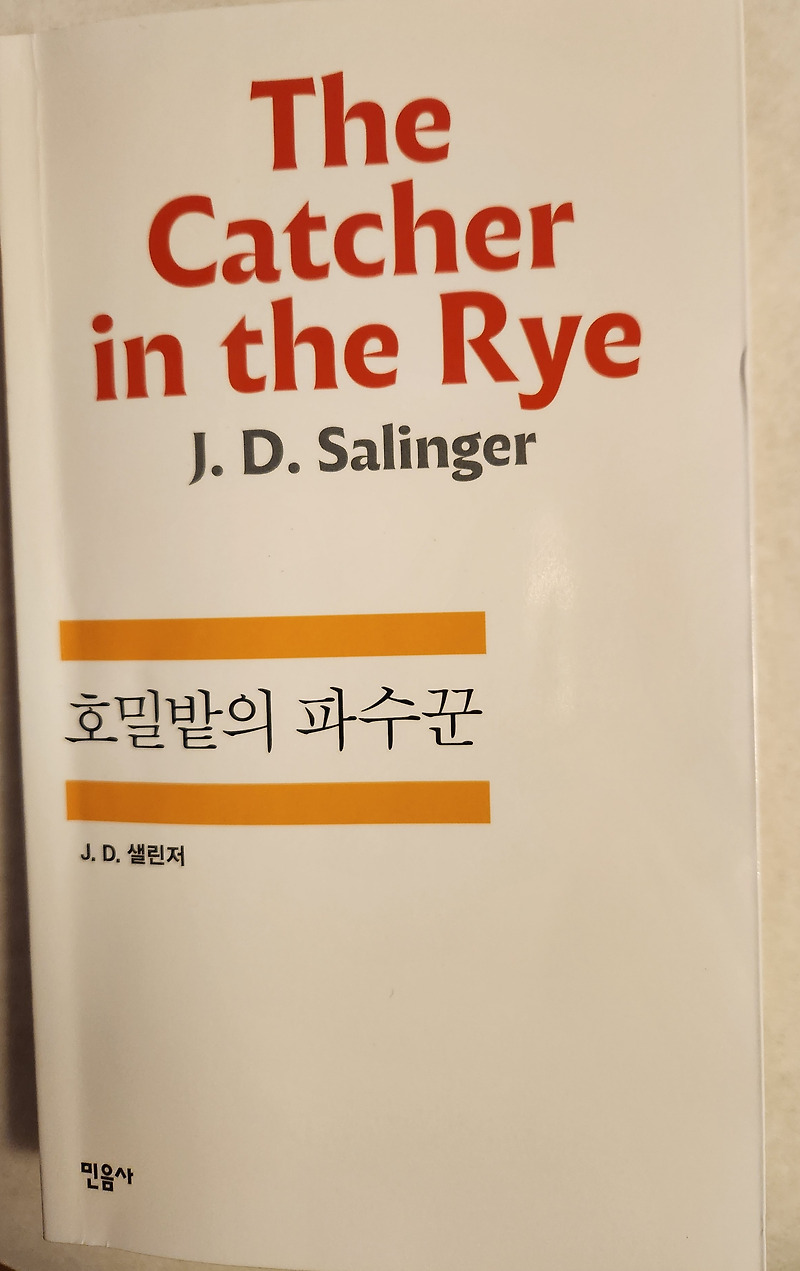 The
Catcher
in the Rye
J. D. Salinger
호밀밭의 파수꾼
J. D. 샐린저
민음사